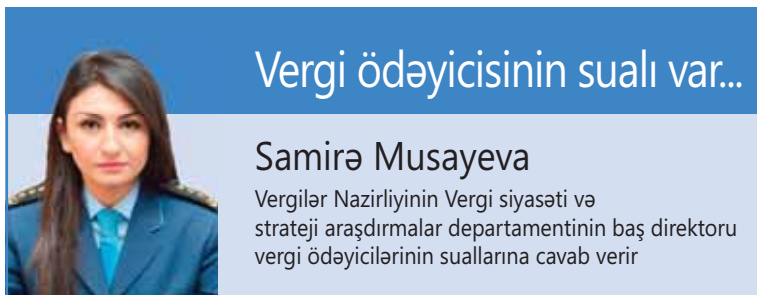 Vergi ödəyicisinin sualı var...
Samirə Musayeva
Vergilər Nazirliyinin Vergi siyasəti və
strateji araşdırmalar departamentinin baş direktoru
vergi ödəyicilərinin suallarına cavab verir